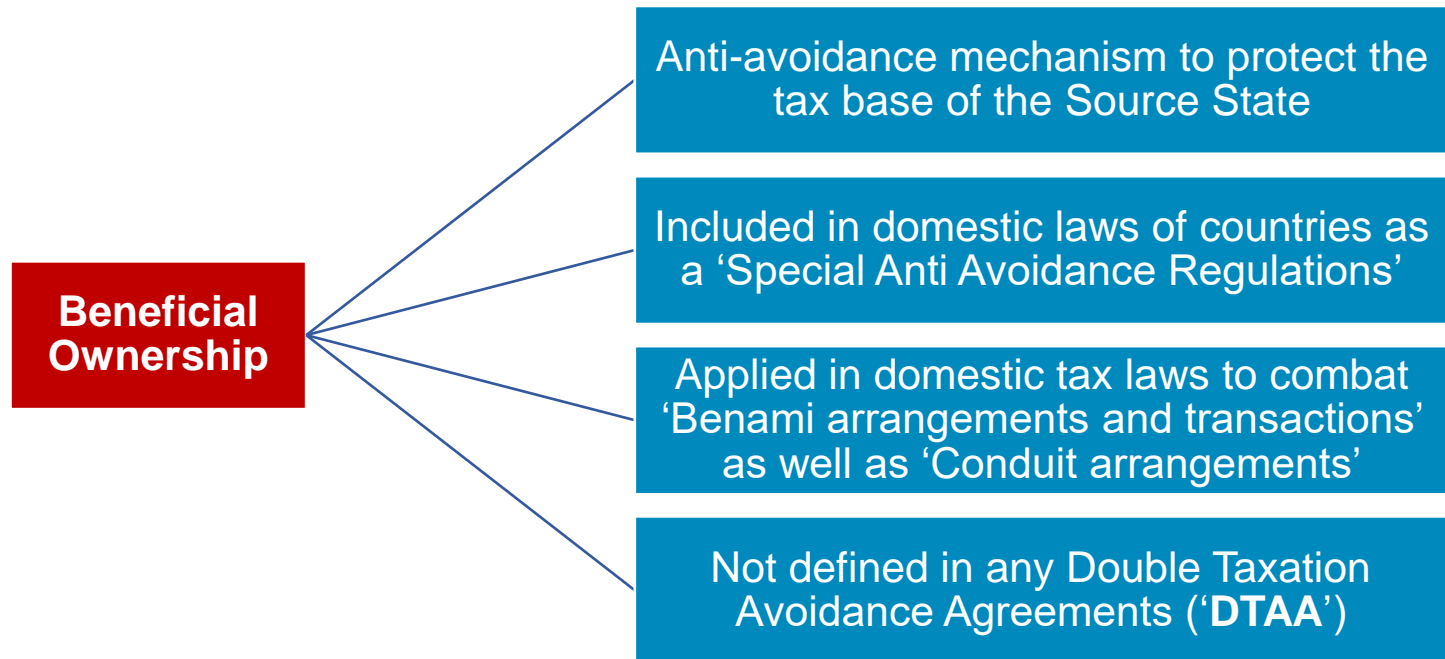 Beneficial
Ownership
Anti-avoidance mechanism to protect the
tax base of the Source State
Included in domestic laws of countries as
a ‘Special Anti Avoidance Regulations’
Applied in domestic tax laws to combat
‘Benami arrangements and transactions’
as well as ‘Conduit arrangements’
Not defined in any Double Taxation
Avoidance Agreements (‘DTAA’)